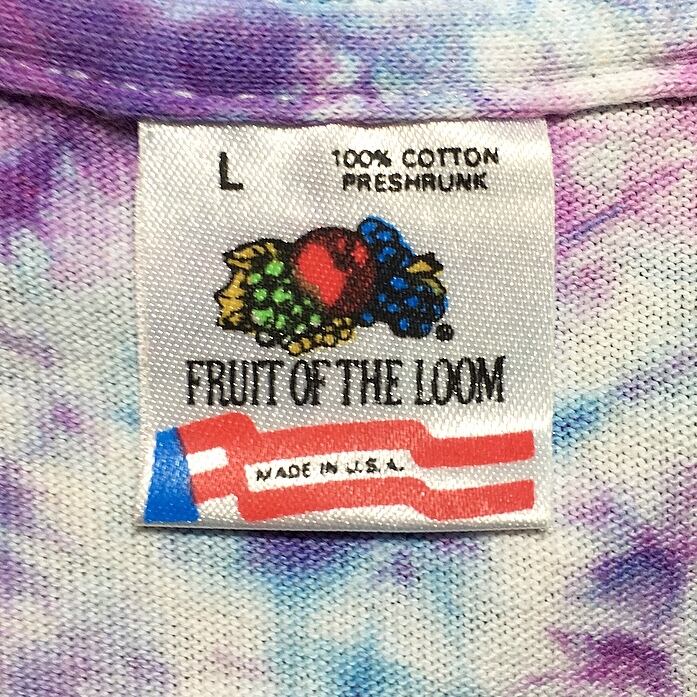 L
100% COTTON
PRESHRUNK
FRUIT OF THE LOOM
MADE IN U.S.A.